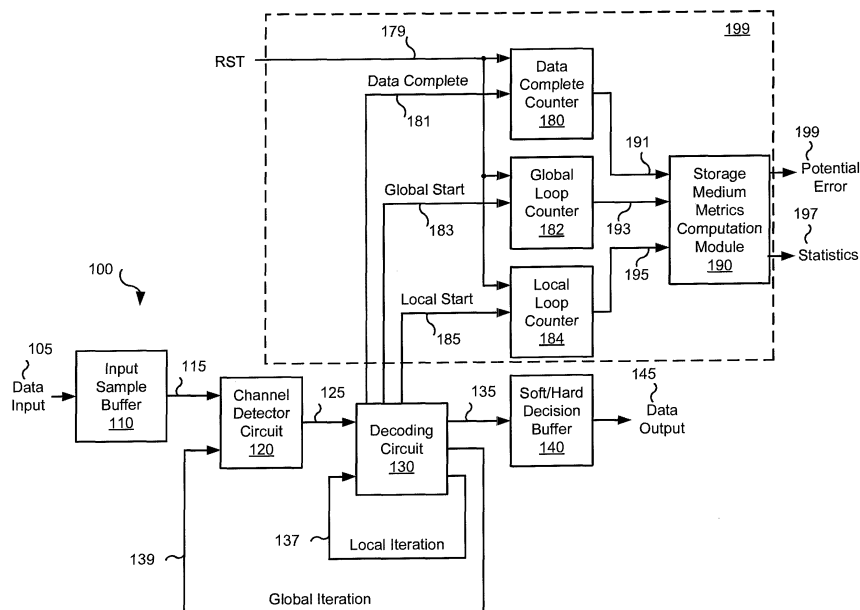 179
199
RST
Data Complete
181
Data
Complete
Counter
180
191
199
Potential
Error
Global Start
183
Global
Loop
Counter
182
193
Storage
Medium
Metrics
Computation
Module
190
197
Statistics
195
100
Local Start
185
Local
Loop
Counter
184
105
Data
Input
Input
Sample
Buffer
110
115
Channel
Detector
Circuit
120
125
Decoding
Circuit
130
135
Soft/Hard
Decision
Buffer
140
145
Data
Output
137
Local Iteration
139
Global Iteration